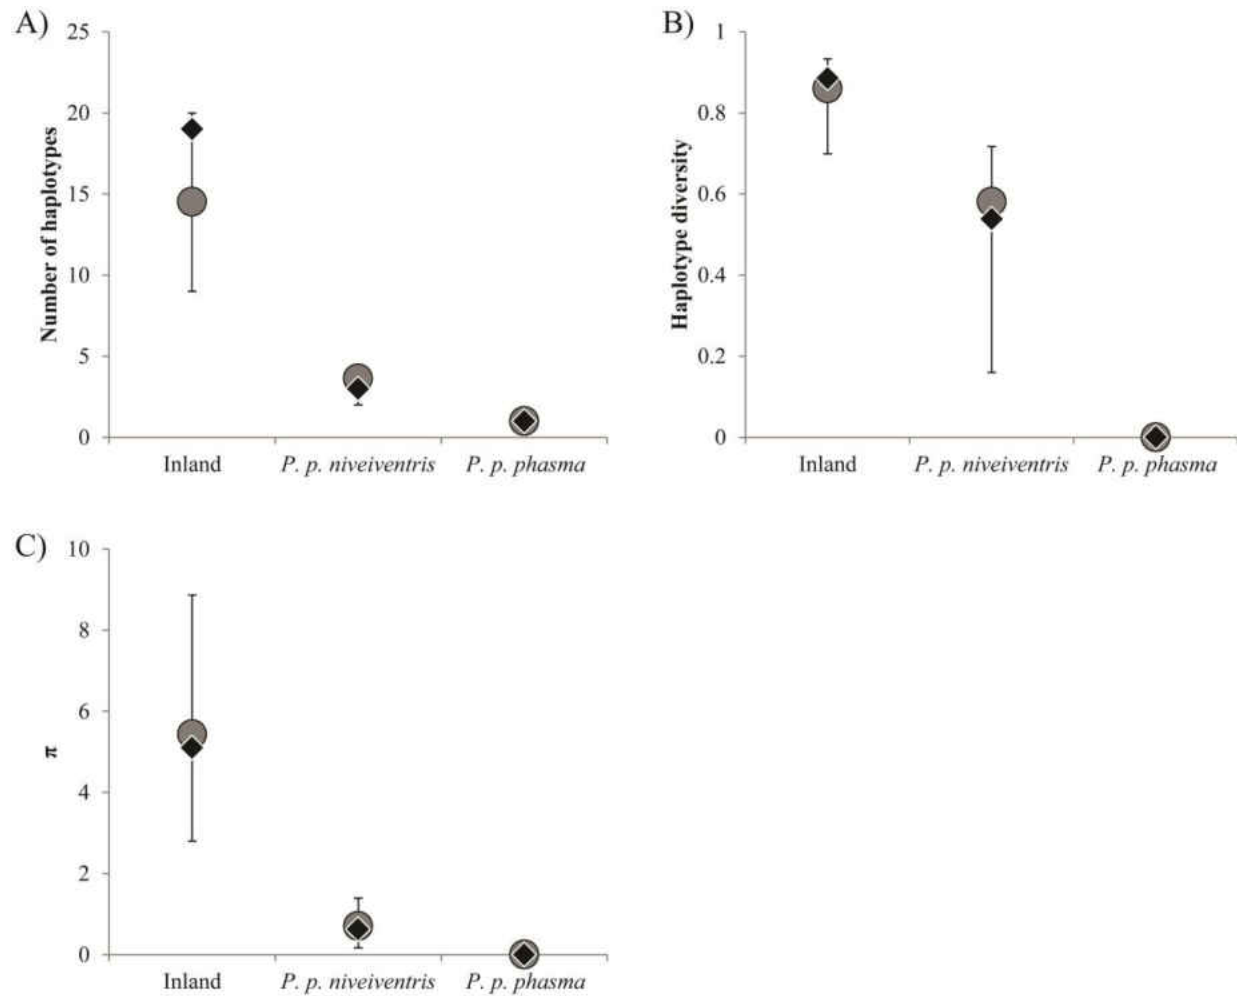 A)
25
20
15
10
5
0
Number of haplotypes
Inland P. p. niveiventris P. p. phasma
B)
1
0.8
0.6
0.4
0.2
0
Haplotype diversity
Inland P. p. niveiventris P. p. phasma
C)
10
8
6
4
2
0
π
Inland P. p. niveiventris P. p. phasma